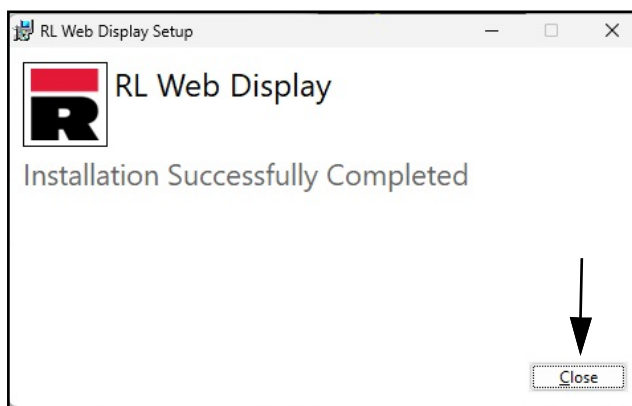 RL Web Display Setup
R
RL Web Display
Installation Successfully Completed
Close